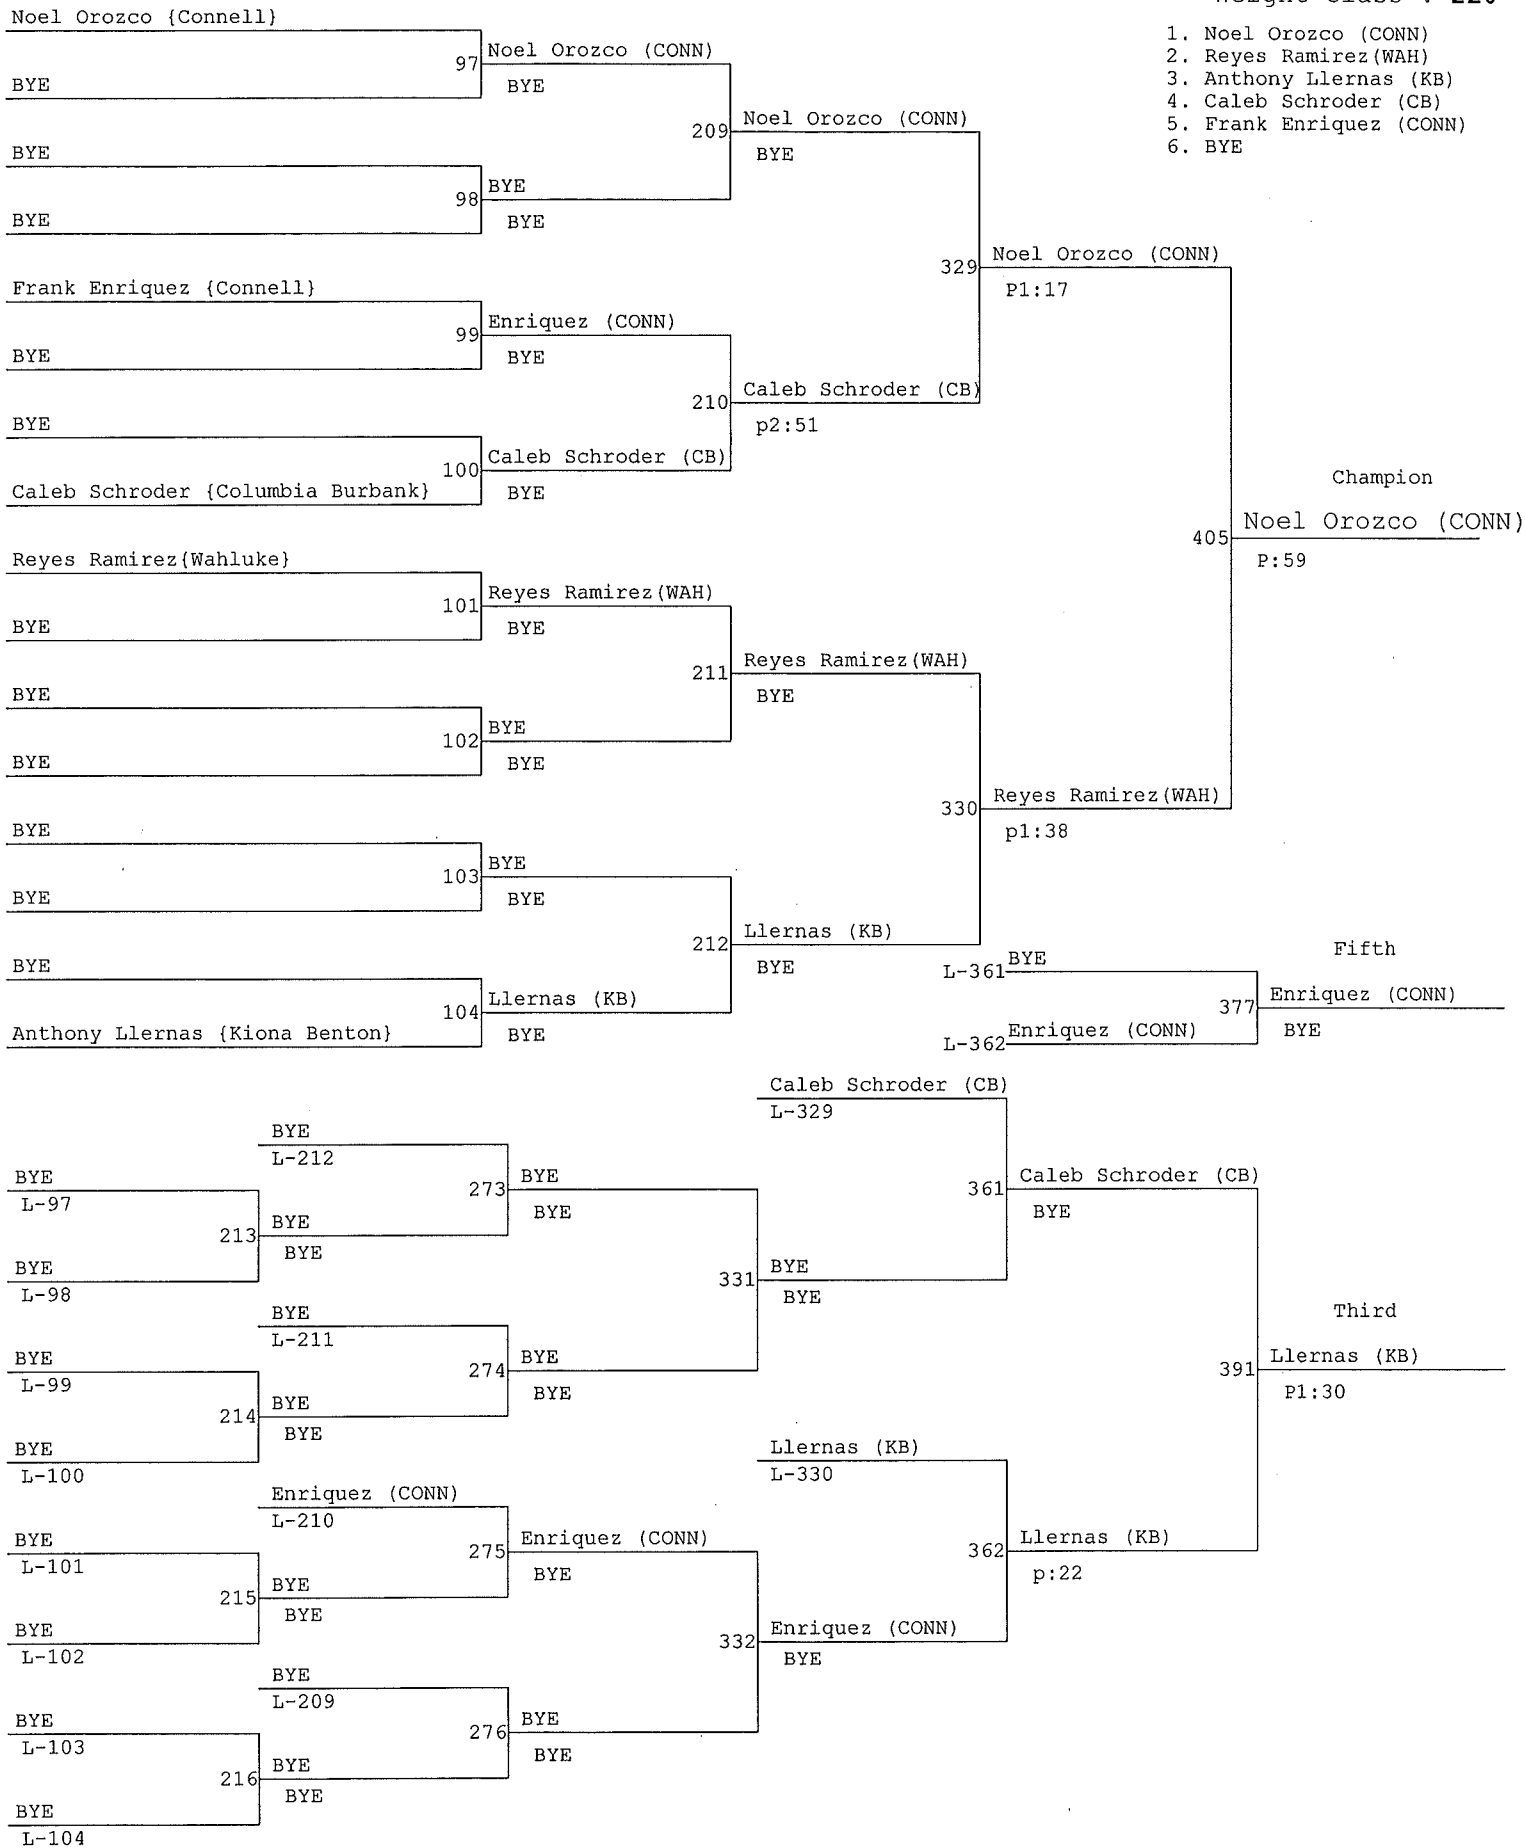 Weight Class : 220
1. Noel Orozco (CONN)
2. Reyes Ramirez(WAH)
3. Anthony Llernas (KB)
4. Caleb Schroder (CB)
5. Frank Enriquez (CONN)
6. BYE
Noel Orozco {Connell}
97
BYE
Noel Orozco (CONN)
BYE
BYE
98
BYE
BYE
BYE
209
Noel Orozco (CONN)
BYE
Frank Enriquez {Connell}
99
BYE
Enriquez (CONN)
BYE
BYE
100
Caleb Schroder {Columbia Burbank}
Caleb Schroder (CB)
BYE
210
Caleb Schroder (CB)
p2:51
329
Noel Orozco (CONN)
P1:17
Reyes Ramirez{Wahluke}
101
BYE
Reyes Ramirez(WAH)
BYE
BYE
102
BYE
BYE
BYE
211
Reyes Ramirez(WAH)
BYE
BYE
103
BYE
BYE
BYE
BYE
104
Anthony Llernas {Kiona Benton}
Llernas (KB)
BYE
212
Llernas (KB)
BYE
330
Reyes Ramirez(WAH)
p1:38
Champion
405
Noel Orozco (CONN)
P:59
Fifth
L-361
BYE
L-362
Enriquez (CONN)
377
Enriquez (CONN)
BYE
BYE
L-97
BYE
L-98
213
BYE
BYE
BYE
L-212
273
BYE
BYE
BYE
L-99
BYE
L-100
214
BYE
BYE
BYE
L-211
274
BYE
BYE
331
BYE
BYE
Caleb Schroder (CB)
L-329
361
Caleb Schroder (CB)
BYE
BYE
L-101
BYE
L-102
215
BYE
BYE
Enriquez (CONN)
L-210
275
Enriquez (CONN)
BYE
BYE
L-103
BYE
L-104
216
BYE
BYE
BYE
L-209
276
BYE
BYE
332
Enriquez (CONN)
BYE
Llernas (KB)
L-330
362
Llernas (KB)
p:22
Third
391
Llernas (KB)
P1:30